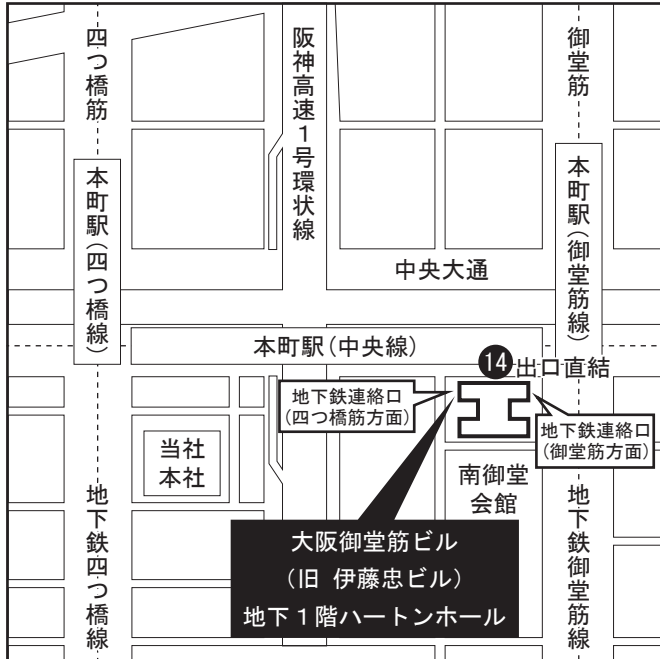 四つ橋筋
阪神高速1号環状線
御堂筋
本町駅(四つ橋線)
本町駅(御堂筋線)
中央大通
本町駅(中央線)
14出口直結
地下鉄連絡口
(四つ橋筋方面)
地下鉄連絡口
(御堂筋方面)
当社
本社
南御堂
会館
地下鉄四つ橋線
地下鉄御堂筋線
大阪御堂筋ビル
(旧 伊藤忠ビル)
地下1階ハートンホール